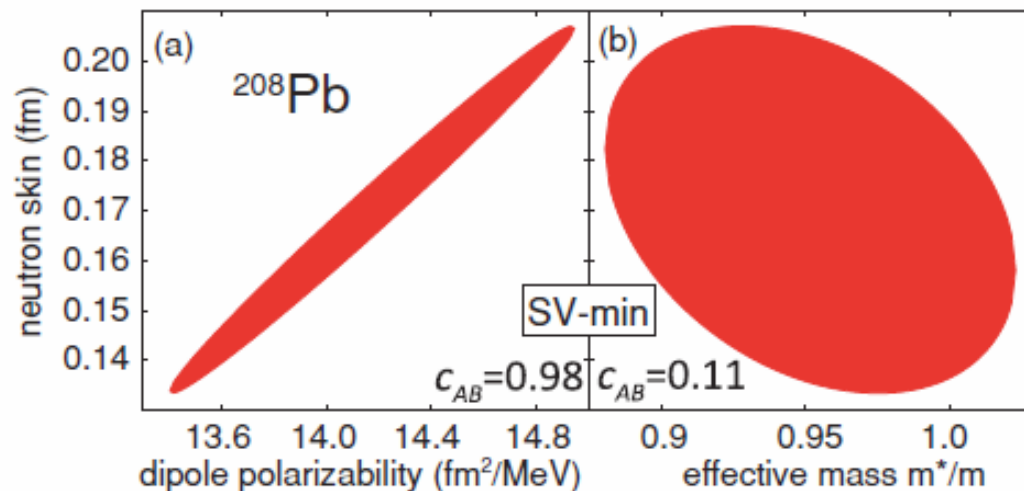 (a)
(b)
²⁰⁸Pb
neutron skin (fm)
0.20
0.19
0.18
0.17
0.16
0.15
0.14
SV-min
c_AB=0.98
c_AB=0.11
13.6 14.0 14.4 14.8
0.9 0.95 1.0
dipole polarizability (fm²/MeV)
effective mass m*/m